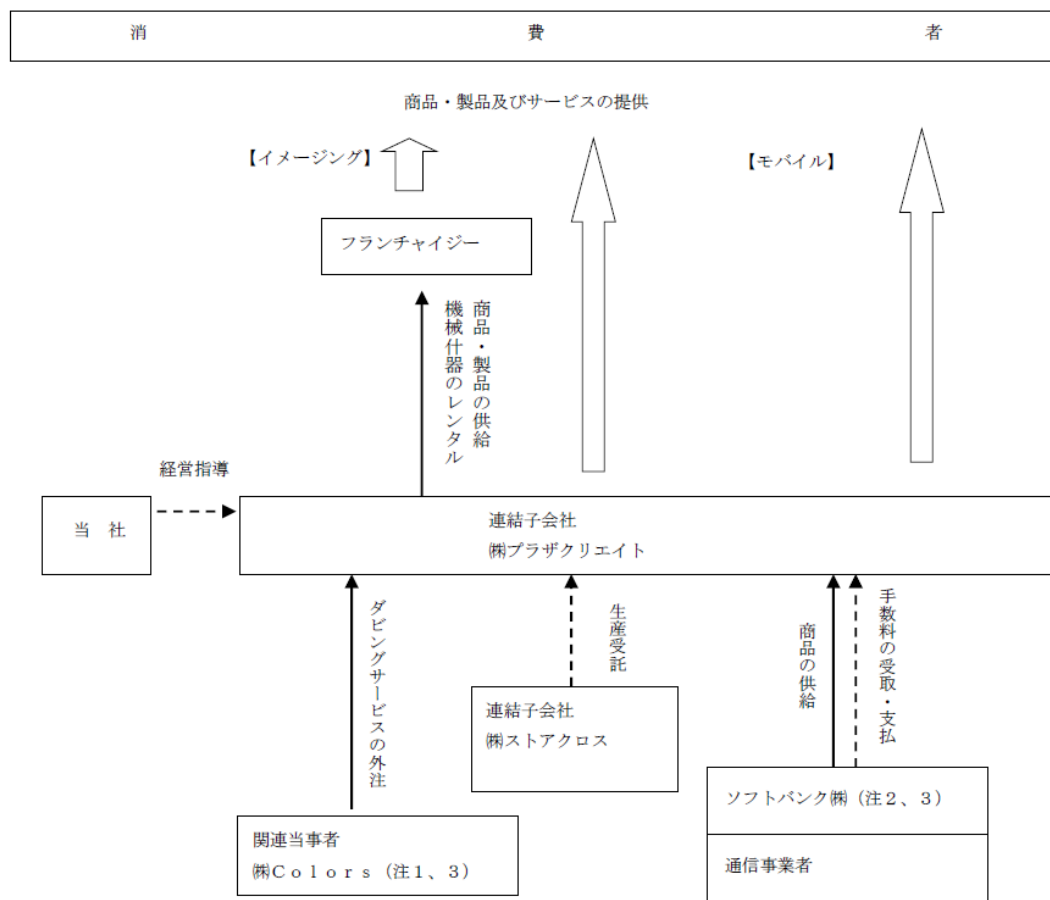 消費者
商品・製品及びサービスの提供
【イメージング】
【モバイル】
フランチャイジー
商品・製品の供給
機械什器のレンタル
経営指導
当 社
連結子会社
㈱プラザクリエイト
ダビングサービスの外注
生産受託
商品の供給
手数料の受取・支払
連結子会社
㈱ストアクロス
ソフトバンク㈱（注２、３）
通信事業者
関連当事者
㈱Ｃｏｌｏｒｓ（注１、３）